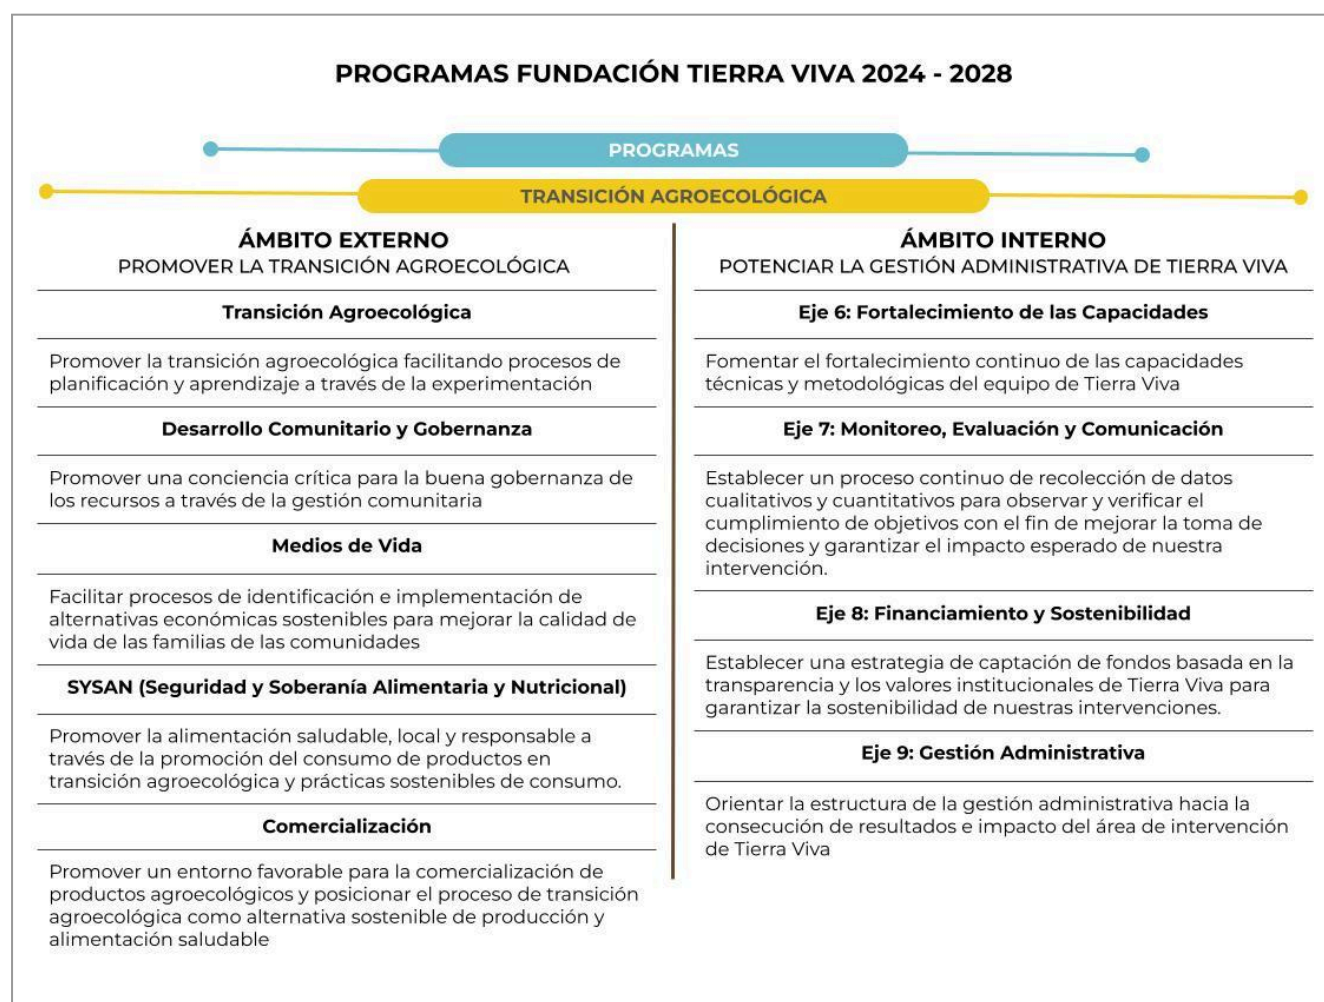 PROGRAMAS FUNDACIÓN TIERRA VIVA 2024 - 2028
PROGRAMAS
TRANSICIÓN AGROECOLÓGICA
ÁMBITO EXTERNO
PROMOVER LA TRANSICIÓN AGROECOLÓGICA
Transición Agroecológica
Promover la transición agroecológica facilitando procesos de
planificación y aprendizaje a través de la experimentación
Desarrollo Comunitario y Gobernanza
Promover una conciencia crítica para la buena gobernanza de
los recursos a través de la gestión comunitaria
Medios de Vida
Facilitar procesos de identificación e implementación de
alternativas económicas sostenibles para mejorar la calidad de
vida de las familias de las comunidades
SYSAN (Seguridad y Soberanía Alimentaria y Nutricional)
Promover la alimentación saludable, local y responsable a
través de la promoción del consumo de productos en
transición agroecológica y prácticas sostenibles de consumo.
Comercialización
Promover un entorno favorable para la comercialización de
productos agroecológicos y posicionar el proceso de transición
agroecológica como alternativa sostenible de producción y
alimentación saludable
ÁMBITO INTERNO
POTENCIAR LA GESTIÓN ADMINISTRATIVA DE TIERRA VIVA
Eje 6: Fortalecimiento de las Capacidades
Fomentar el fortalecimiento continuo de las capacidades
técnicas y metodológicas del equipo de Tierra Viva
Eje 7: Monitoreo, Evaluación y Comunicación
Establecer un proceso continuo de recolección de datos
cualitativos y cuantitativos para observar y verificar el
cumplimiento de objetivos con el fin de mejorar la toma de
decisiones y garantizar el impacto esperado de nuestra
intervención.
Eje 8: Financiamiento y Sostenibilidad
Establecer una estrategia de captación de fondos basada en la
transparencia y los valores institucionales de Tierra Viva para
garantizar la sostenibilidad de nuestras intervenciones.
Eje 9: Gestión Administrativa
Orientar la estructura de la gestión administrativa hacia la
consecución de resultados e impacto del área de intervención
de Tierra Viva